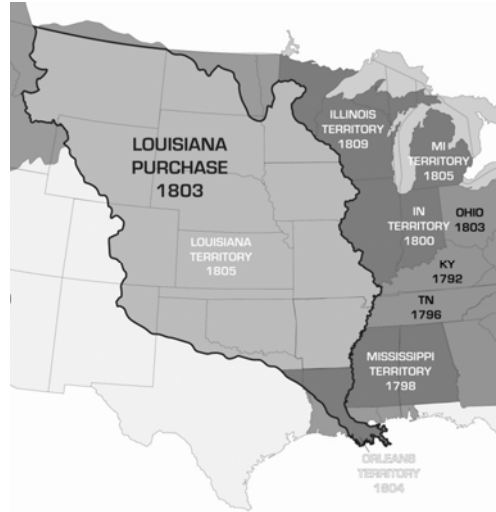 LOUISIANA
PURCHASE
1803
LOUISIANA
TERRITORY
1805
ILLINOIS
TERRITORY
1809
MI
TERRITORY
1805
IN
TERRITORY
1800
OHIO
1803
KY
1792
TN
1796
MISSISSIPPI
TERRITORY
1798
ORLEANS
TERRITORY
1804